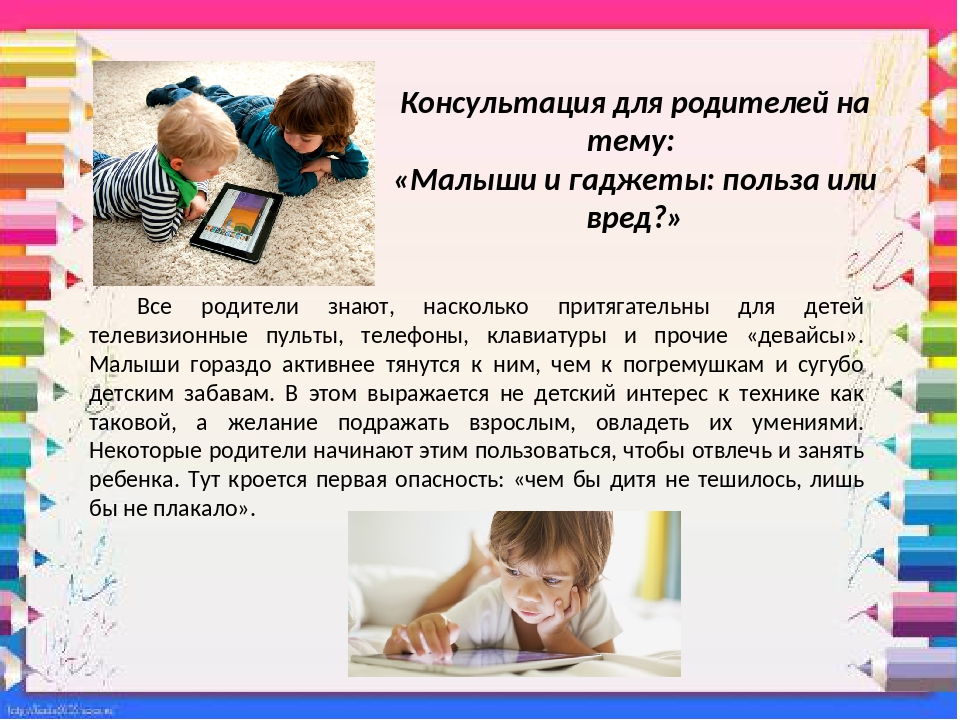 Консультация для родителей на
тему:
«Малыши и гаджеты: польза или
вред?»
Все родители знают, насколько притягательны для детей
телевизионные пульты, телефоны, клавиатуры и прочие «девайсы».
Малыши гораздо активнее тянутся к ним, чем к погремушкам и сугубо
детским забавам. В этом выражается не детский интерес к технике как
таковой, а желание подражать взрослым, овладеть их умениями.
Некоторые родители начинают этим пользоваться, чтобы отвлечь и занять
ребенка. Тут кроется первая опасность: «чем бы дитя не тешилось, лишь
бы не плакало».